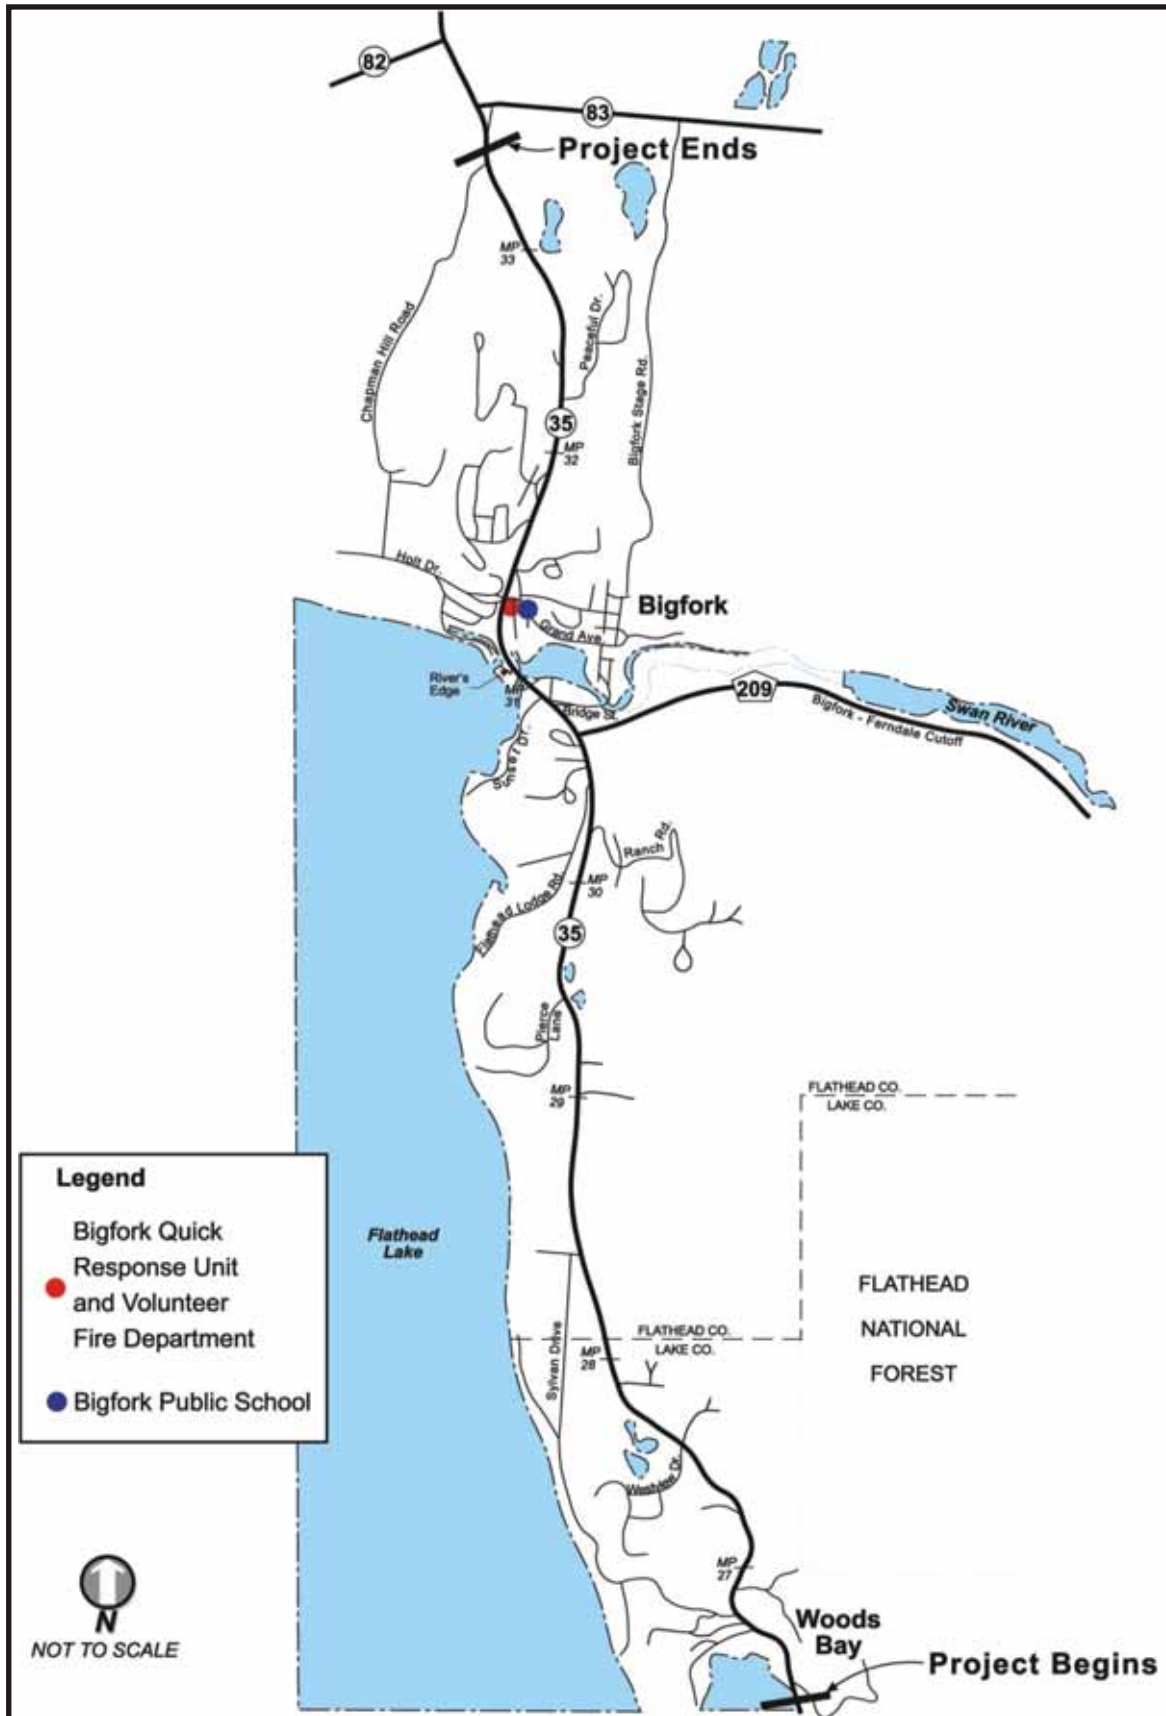 82
83
Project Ends
MP
33
Chapman Hill Road
Peaceful Dr.
Bigfork Stage Rd.
35
MP
32
Holt Dr.
Bigfork
Grand Ave.
River's
Edge
MP
31
Bridge St.
209
Swan River
Bigfork - Ferndale Cutoff
Sunset Dr.
Ranch Rd.
MP
30
Flathead Lodge Rd.
35
Pierce
Lane
MP
29
FLATHEAD CO.
LAKE CO.
Legend
Bigfork Quick
Response Unit
and Volunteer
Fire Department
Bigfork Public School
Flathead
Lake
FLATHEAD
NATIONAL
FOREST
FLATHEAD CO.
LAKE CO.
Sylvan Drive
MP
28
Westview Dr.
MP
27
N
NOT TO SCALE
Woods
Bay
Project Begins